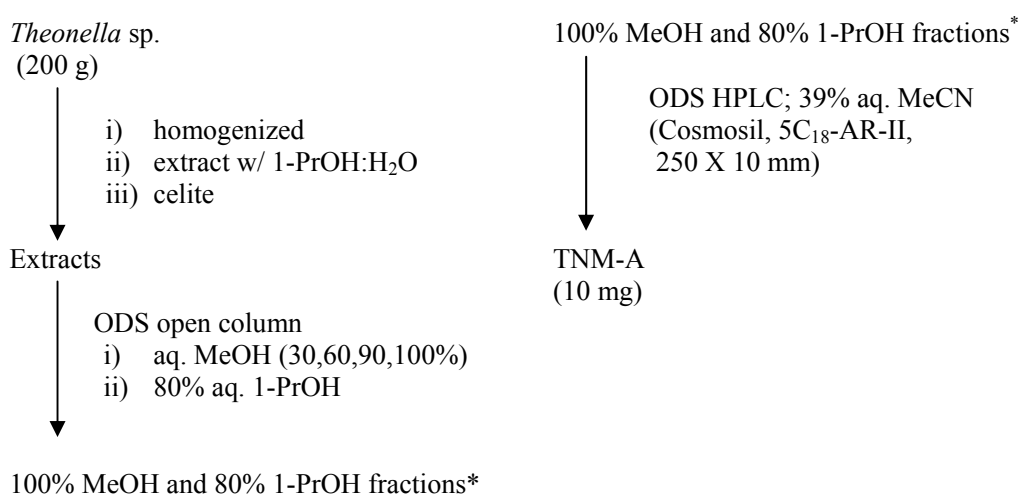 Theonella sp.
(200 g)
i) homogenized
ii) extract w/ 1-PrOH:H₂O
iii) celite
Extracts
ODS open column
i) aq. MeOH (30,60,90,100%)
ii) 80% aq. 1-PrOH
100% MeOH and 80% 1-PrOH fractions*
100% MeOH and 80% 1-PrOH fractions*
ODS HPLC; 39% aq. MeCN
(Cosmosil, 5C₁₈-AR-II,
250 X 10 mm)
TNM-A
(10 mg)